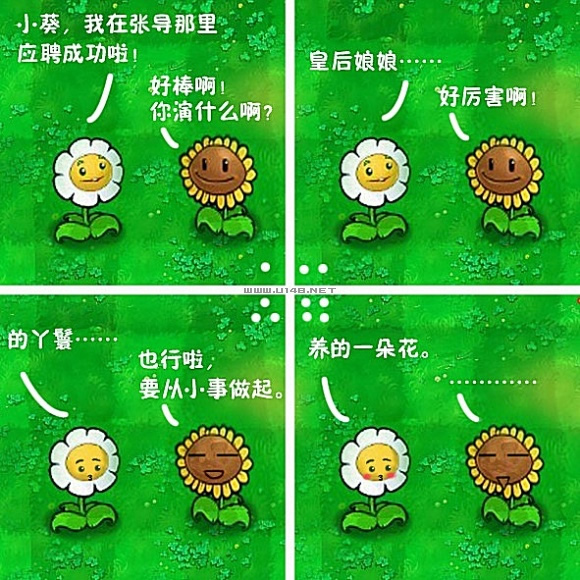 小葵，我在张导那里
应聘成功啦！
好棒啊！
你演什么啊？
皇后娘娘……
好厉害啊！
WWW.U148.NET
的丫鬟……
也行啦，
要从小事做起。
养的一朵花。
…………